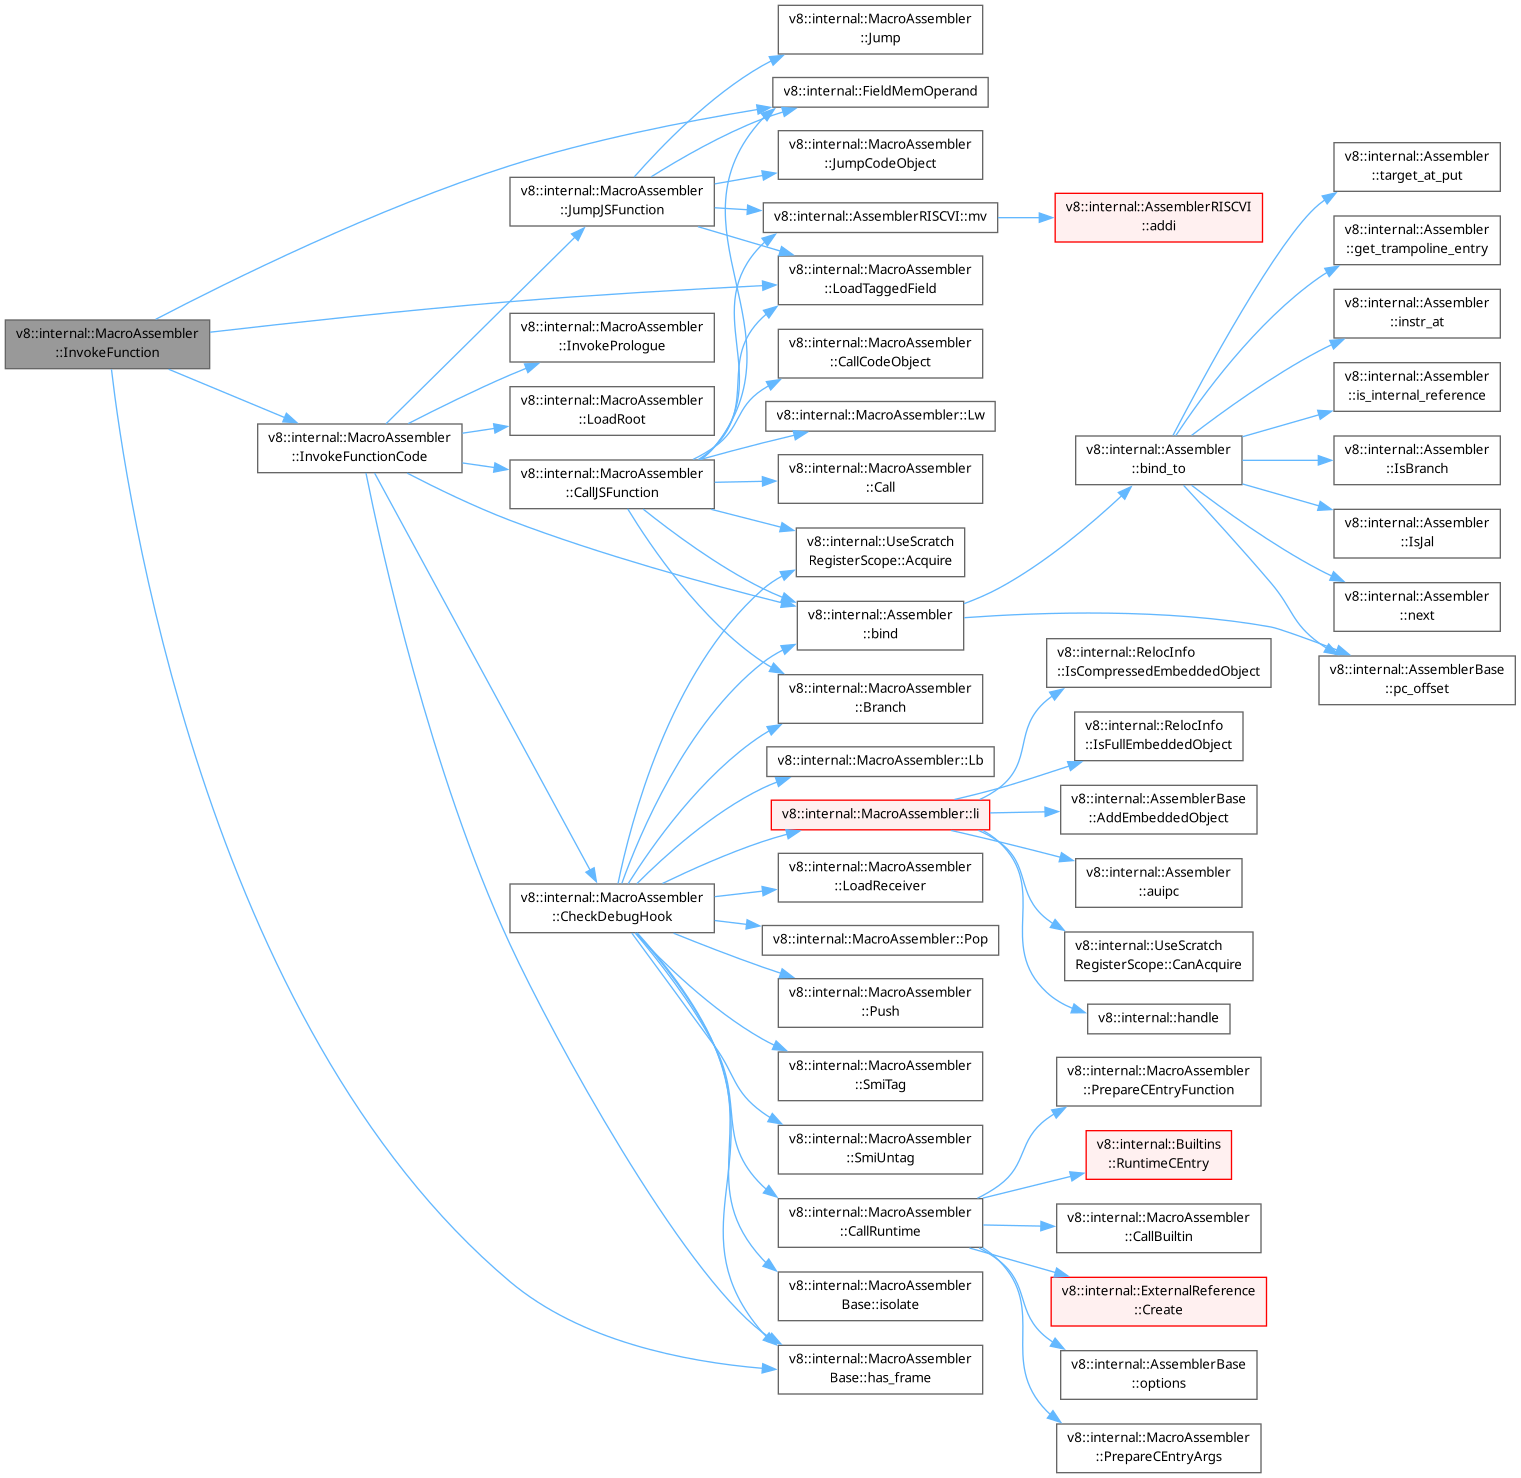 v8::internal::MacroAssembler
::InvokeFunction
v8::internal::MacroAssembler
::InvokeFunctionCode
v8::internal::MacroAssembler
::JumpJSFunction
v8::internal::MacroAssembler
::InvokePrologue
v8::internal::MacroAssembler
::LoadRoot
v8::internal::MacroAssembler
::CallJSFunction
v8::internal::MacroAssembler
::CheckDebugHook
v8::internal::MacroAssembler
::Jump
v8::internal::FieldMemOperand
v8::internal::MacroAssembler
::JumpCodeObject
v8::internal::AssemblerRISCVI::mv
v8::internal::MacroAssembler
::LoadTaggedField
v8::internal::MacroAssembler
::CallCodeObject
v8::internal::MacroAssembler::Lw
v8::internal::MacroAssembler
::Call
v8::internal::UseScratch
RegisterScope::Acquire
v8::internal::Assembler
::bind
v8::internal::MacroAssembler
::Branch
v8::internal::MacroAssembler::Lb
v8::internal::MacroAssembler::li
v8::internal::MacroAssembler
::LoadReceiver
v8::internal::MacroAssembler::Pop
v8::internal::MacroAssembler
::Push
v8::internal::MacroAssembler
::SmiTag
v8::internal::MacroAssembler
::SmiUntag
v8::internal::MacroAssembler
::CallRuntime
v8::internal::MacroAssembler
Base::isolate
v8::internal::MacroAssembler
Base::has_frame
v8::internal::AssemblerRISCVI
::addi
v8::internal::Assembler
::bind_to
v8::internal::RelocInfo
::IsCompressedEmbeddedObject
v8::internal::RelocInfo
::IsFullEmbeddedObject
v8::internal::AssemblerBase
::AddEmbeddedObject
v8::internal::Assembler
::auipc
v8::internal::UseScratch
RegisterScope::CanAcquire
v8::internal::handle
v8::internal::MacroAssembler
::PrepareCEntryFunction
v8::internal::Builtins
::RuntimeCEntry
v8::internal::MacroAssembler
::CallBuiltin
v8::internal::ExternalReference
::Create
v8::internal::AssemblerBase
::options
v8::internal::MacroAssembler
::PrepareCEntryArgs
v8::internal::Assembler
::target_at_put
v8::internal::Assembler
::get_trampoline_entry
v8::internal::Assembler
::instr_at
v8::internal::Assembler
::is_internal_reference
v8::internal::Assembler
::IsBranch
v8::internal::Assembler
::IsJal
v8::internal::Assembler
::next
v8::internal::AssemblerBase
::pc_offset